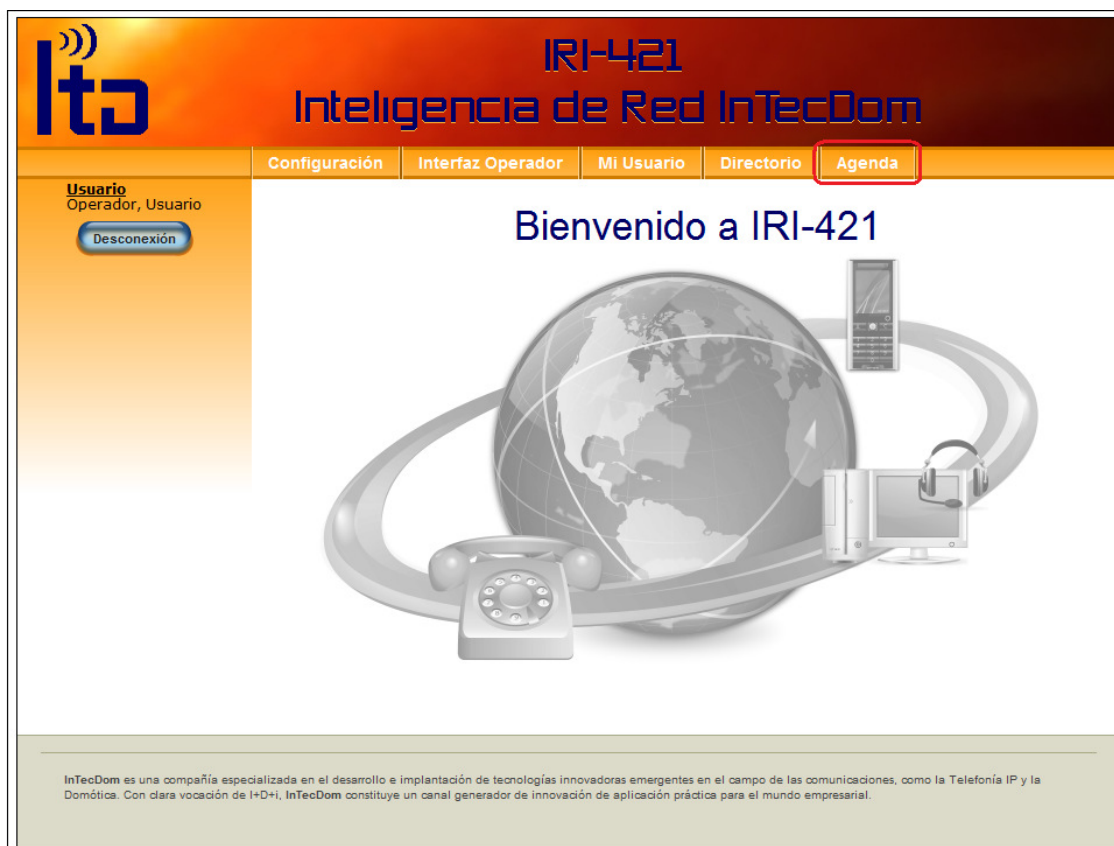 ItD
IRI-421
Inteligencia de Red InTecDom
Configuración Interfaz Operador Mi Usuario Directorio Agenda
Usuario
Operador, Usuario
Desconexión
Bienvenido a IRI-421
InTecDom es una compañía especializada en el desarrollo e implantación de tecnologías innovadoras emergentes en el campo de las comunicaciones, como la Telefonía IP y la
Domótica. Con clara vocación de I+D+i, InTecDom constituye un canal generador de innovación de aplicación práctica para el mundo empresarial.